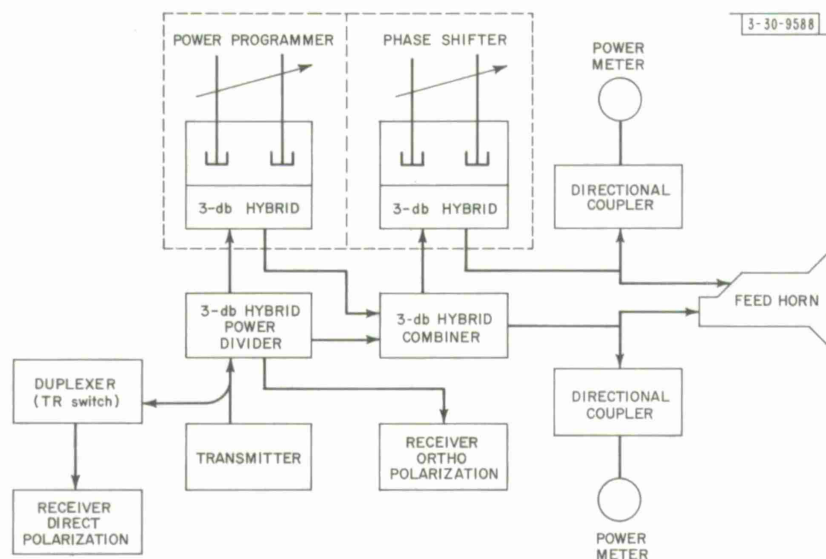 3-30-9588
POWER PROGRAMMER
PHASE SHIFTER
POWER
METER
3-db HYBRID
3-db HYBRID
DIRECTIONAL
COUPLER
FEED HORN
3-db HYBRID
POWER
DIVIDER
3-db HYBRID
COMBINER
DUPLEXER
(TR switch)
TRANSMITTER
RECEIVER
ORTHO
POLARIZATION
DIRECTIONAL
COUPLER
RECEIVER
DIRECT
POLARIZATION
POWER
METER